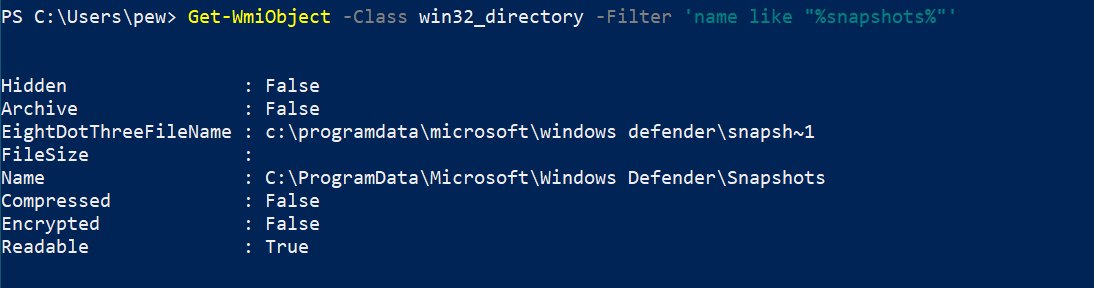 PS C:\Users\pew> Get-WmiObject -Class win32_directory -Filter 'name like "%snapshots%"'
Hidden : False
Archive : False
EightDotThreeFileName : c:\programdata\microsoft\windows defender\snapsh~1
FileSize :
Name : C:\ProgramData\Microsoft\Windows Defender\Snapshots
Compressed : False
Encrypted : False
Readable : True